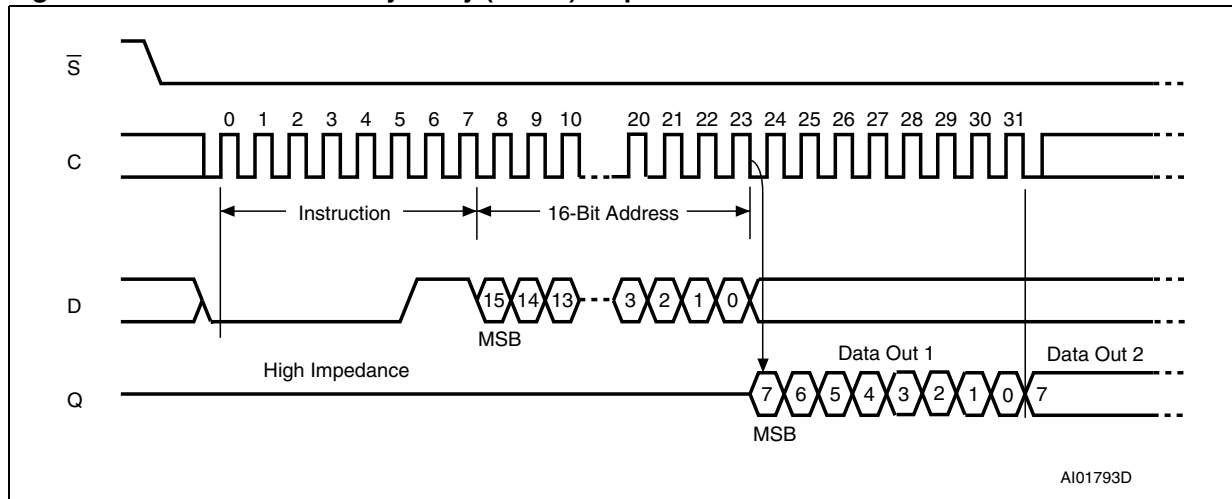 S
0 1 2 3 4 5 6 7 8 9 10 20 21 22 23 24 25 26 27 28 29 30 31
C
Instruction 16-Bit Address
D
15 14 13 3 2 1 0
MSB
High Impedance Data Out 1 Data Out 2
Q
7 6 5 4 3 2 1 0 7
MSB
AI01793D